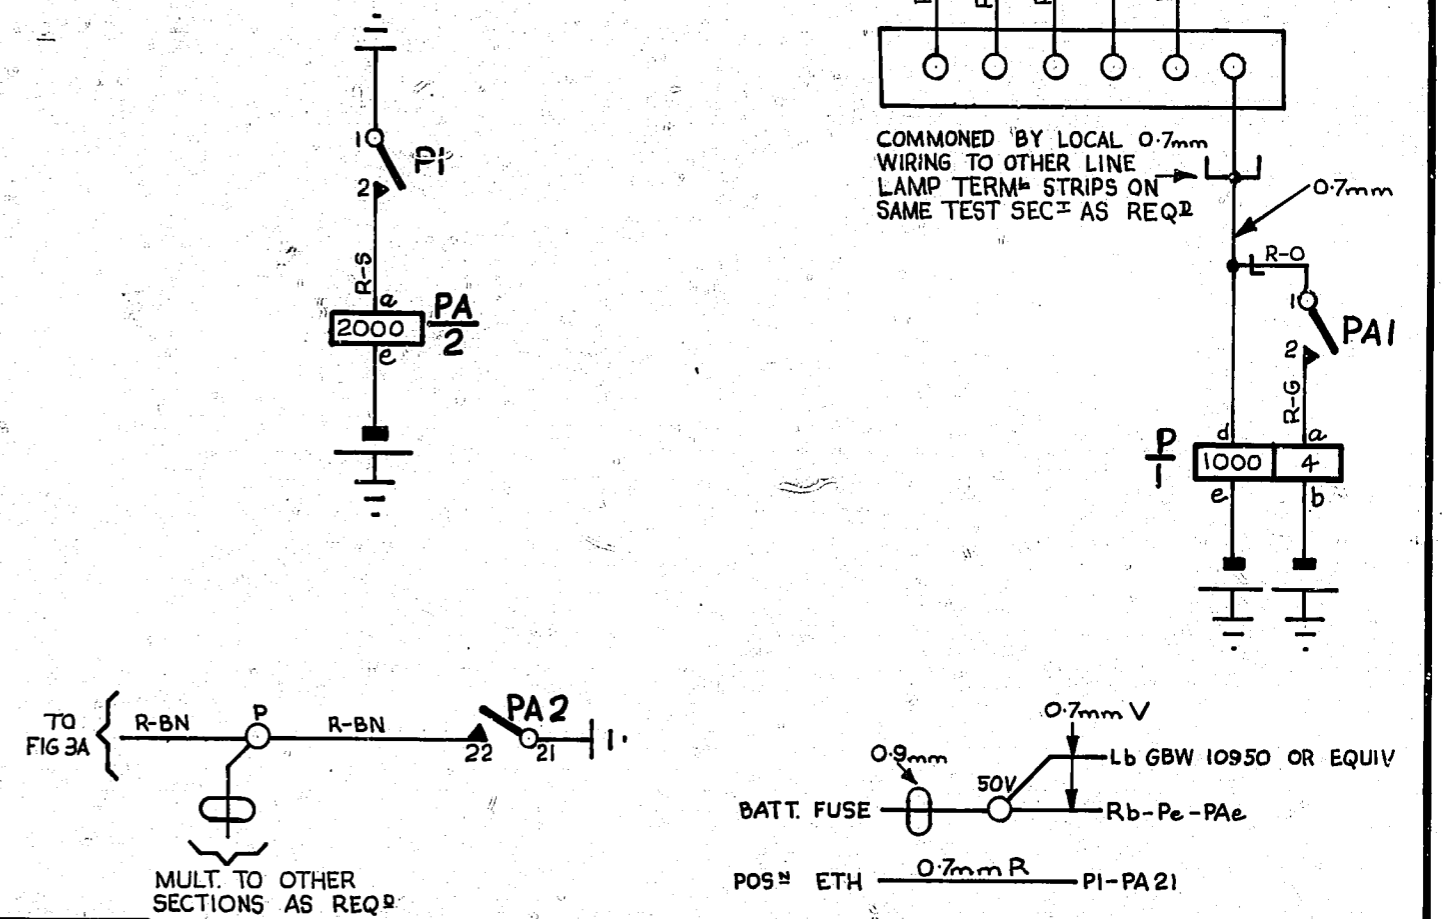 1
P1
2
R-S
a
2000
PA
2
e
COMMONED BY LOCAL 0.7mm
WIRING TO OTHER LINE
LAMP TERML STRIPS ON
SAME TEST SECT AS REQD
0.7mm
R-O
1
PA1
2
R-G
d
a
P
1
1000
4
e
b
TO
FIG 3A
R-BN
P
R-BN
PA2
22
21
MULT. TO OTHER
SECTIONS AS REQD
0.7mm V
0.9mm
Lb GBW 10950 OR EQUIV
50V
BATT. FUSE
Rb-Pe-PAe
POSN ETH
0.7mm R
P1-PA21